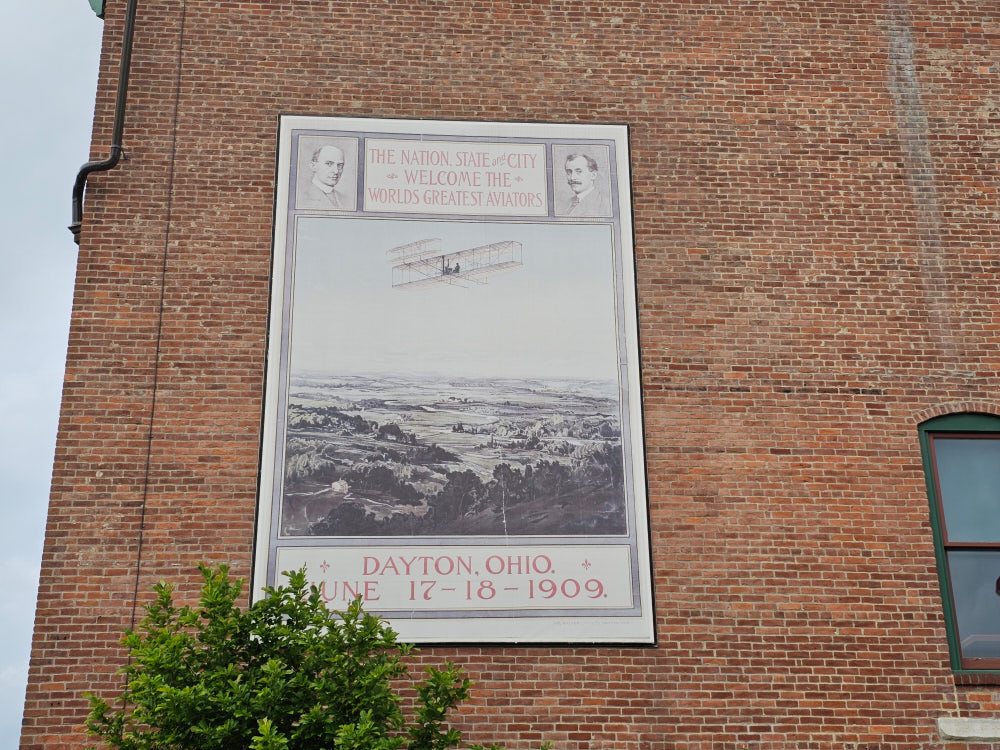 THE NATION, STATE and CITY
WELCOME THE
WORLDS GREATEST AVIATORS
DAYTON, OHIO.
UNE 17-18-1909.